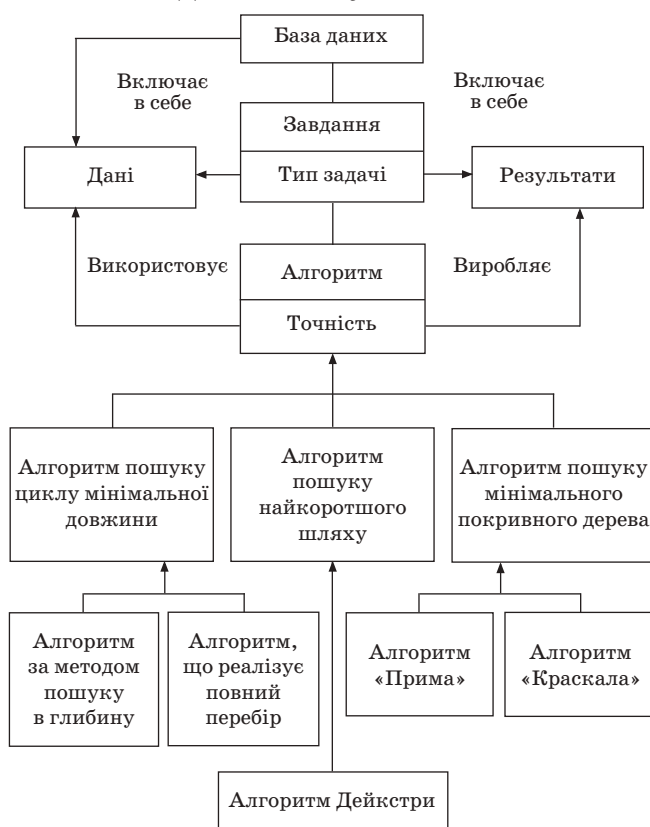 База даних
Включає
в себе
Включає
в себе
Завдання
Дані
Тип задачі
Результати
Використовує
Алгоритм
Виробляє
Точність
Алгоритм пошуку
циклу мінімальної
довжини
Алгоритм
пошуку
найкоротшого
шляху
Алгоритм пошуку
мінімального
покривного дерева
Алгоритм
за методом
пошуку
в глибину
Алгоритм,
що реалізує
повний
перебір
Алгоритм
«Прима»
Алгоритм
«Краскала»
Алгоритм Дейкстри